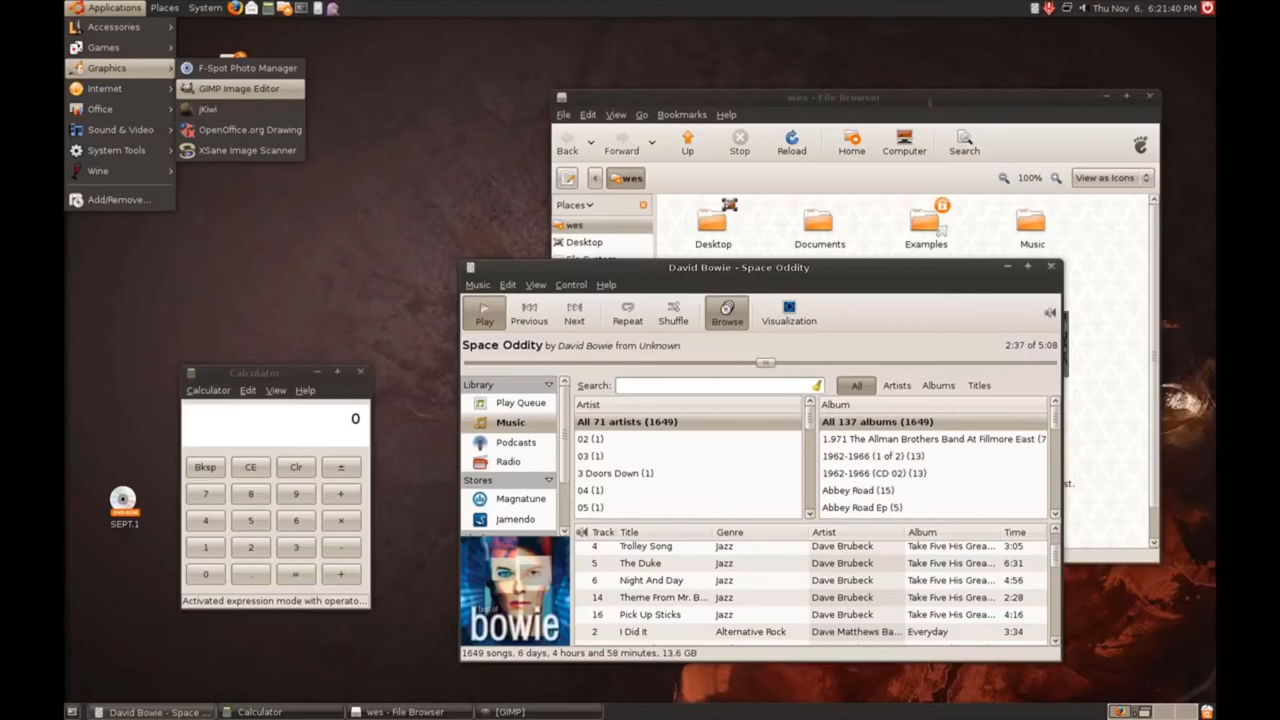 Applications Places System
Thu Nov 6, 6:21:40 PM
Accessories
Games
Graphics
Internet
Office
Sound & Video
System Tools
Wine
Add/Remove...
F-Spot Photo Manager
GIMP Image Editor
jKiwi
OpenOffice.org Drawing
XSane Image Scanner
wes - File Browser
File Edit View Go Bookmarks Help
Back Forward Up Stop Reload Home Computer Search
wes 100% View as Icons
Places
wes
Desktop
Desktop Documents Examples Music
David Bowie - Space Oddity
Music Edit View Control Help
Play Previous Next Repeat Shuffle Browse Visualization
Space Oddity by David Bowie from Unknown 2:37 of 5:08
Library
Play Queue
Music
Podcasts
Radio
Stores
Magnatune
Jamendo
Search: All Artists Albums Titles
Artist
All 71 artists (1649)
02 (1)
03 (1)
3 Doors Down (1)
04 (1)
05 (1)
Album
All 137 albums (1649)
1.971 The Allman Brothers Band At Fillmore East (7
1962-1966 (1 of 2) (13)
1962-1966 (CD 02) (13)
Abbey Road (15)
Abbey Road Ep (5)
Track Title Genre Artist Album Time
4 Trolley Song Jazz Dave Brubeck Take Five His Grea... 3:05
5 The Duke Jazz Dave Brubeck Take Five His Grea... 6:31
6 Night And Day Jazz Dave Brubeck Take Five His Grea... 4:56
14 Theme From Mr. B... Jazz Dave Brubeck Take Five His Grea... 2:28
16 Pick Up Sticks Jazz Dave Brubeck Take Five His Grea... 4:16
2 I Did It Alternative Rock Dave Matthews Ba... Everyday 3:34
best of
bowie
1649 songs, 6 days, 4 hours and 58 minutes, 13.6 GB
Calculator
Calculator Edit View Help
0
Bksp CE Clr ±
7 8 9 ÷
4 5 6 ×
1 2 3 -
0 . = +
Activated expression mode with operato...
DVD-ROM
SEPT.1
David Bowie - Space ... Calculator wes - File Browser [GIMP]